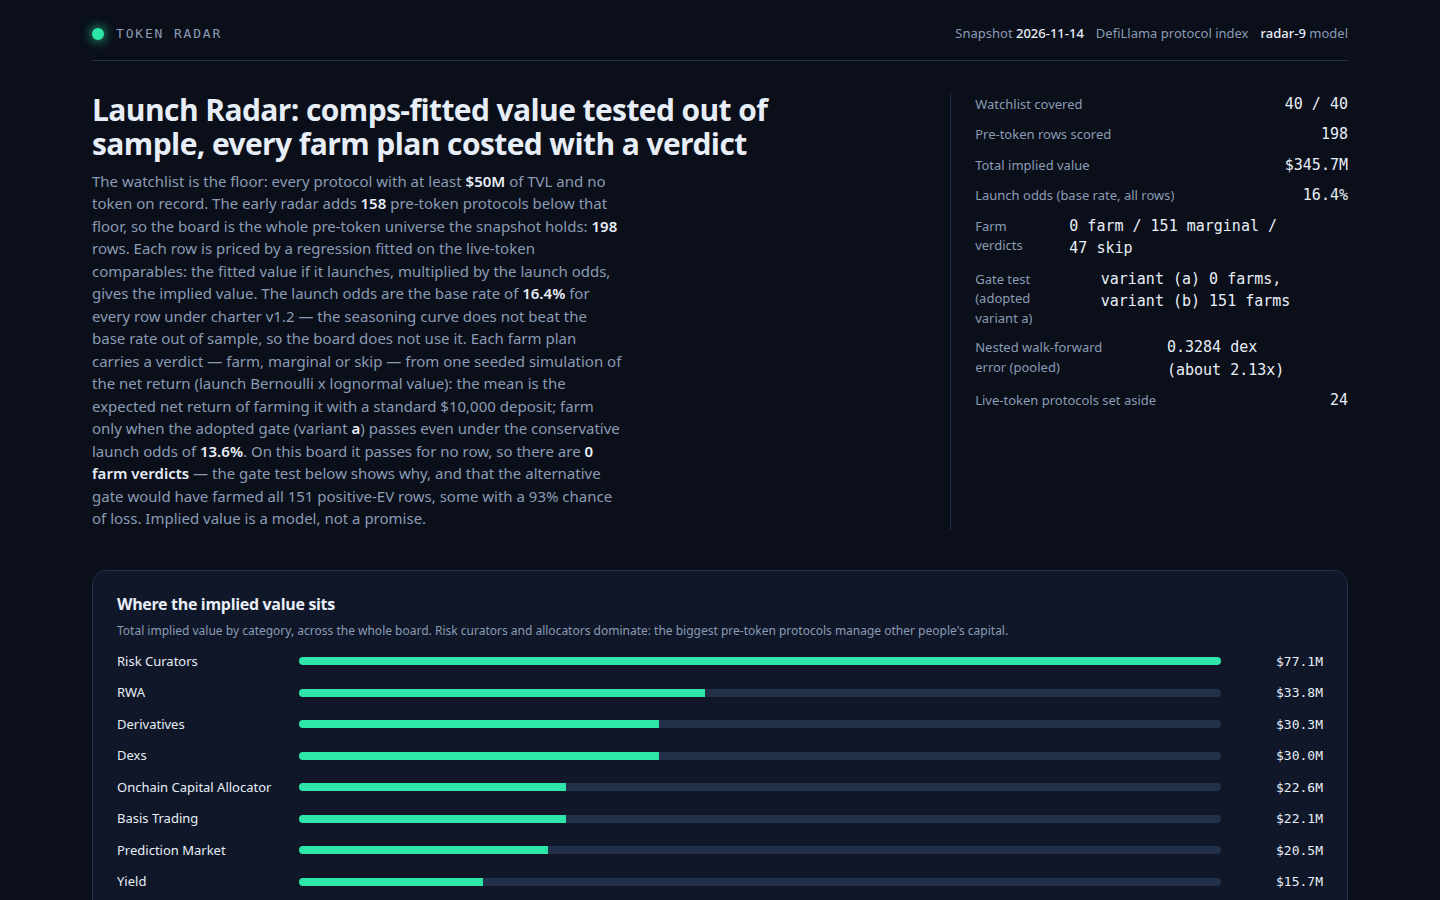 TOKEN RADAR
Snapshot 2026-11-14 DefiLlama protocol index radar-9 model
Launch Radar: comps-fitted value tested out of
sample, every farm plan costed with a verdict
The watchlist is the floor: every protocol with at least $50M of TVL and no
token on record. The early radar adds 158 pre-token protocols below that
floor, so the board is the whole pre-token universe the snapshot holds: 198
rows. Each row is priced by a regression fitted on the live-token
comparables: the fitted value if it launches, multiplied by the launch odds,
gives the implied value. The launch odds are the base rate of 16.4% for
every row under charter v1.2 — the seasoning curve does not beat the
base rate out of sample, so the board does not use it. Each farm plan
carries a verdict — farm, marginal or skip — from one seeded simulation of
the net return (launch Bernoulli x lognormal value): the mean is the
expected net return of farming it with a standard $10,000 deposit; farm
only when the adopted gate (variant a) passes even under the conservative
launch odds of 13.6%. On this board it passes for no row, so there are 0
farm verdicts — the gate test below shows why, and that the alternative
gate would have farmed all 151 positive-EV rows, some with a 93% chance
of loss. Implied value is a model, not a promise.
Watchlist covered 40 / 40
Pre-token rows scored 198
Total implied value $345.7M
Launch odds (base rate, all rows) 16.4%
Farm 0 farm / 151 marginal /
verdicts 47 skip
Gate test variant (a) 0 farms,
(adopted variant (b) 151 farms
variant a)
Nested walk-forward 0.3284 dex
error (pooled) (about 2.13x)
Live-token protocols set aside 24
Where the implied value sits
Total implied value by category, across the whole board. Risk curators and allocators dominate: the biggest pre-token protocols manage other people's capital.
Risk Curators $77.1M
RWA $33.8M
Derivatives $30.3M
Dexs $30.0M
Onchain Capital Allocator $22.6M
Basis Trading $22.1M
Prediction Market $20.5M
Yield $15.7M